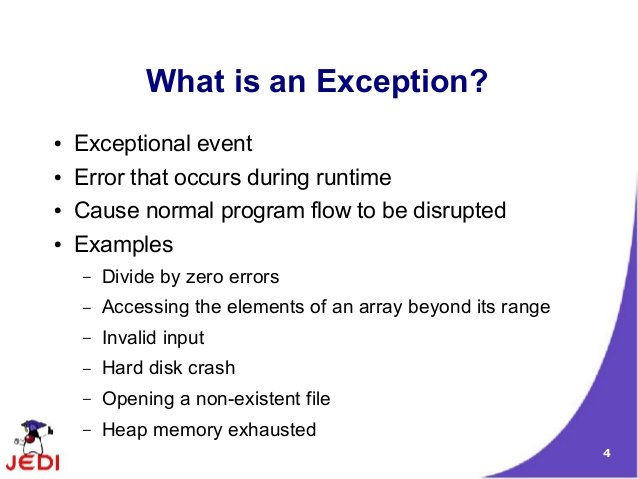 What is an Exception?
• Exceptional event
• Error that occurs during runtime
• Cause normal program flow to be disrupted
• Examples
– Divide by zero errors
– Accessing the elements of an array beyond its range
– Invalid input
– Hard disk crash
– Opening a non-existent file
– Heap memory exhausted
JEDI
4